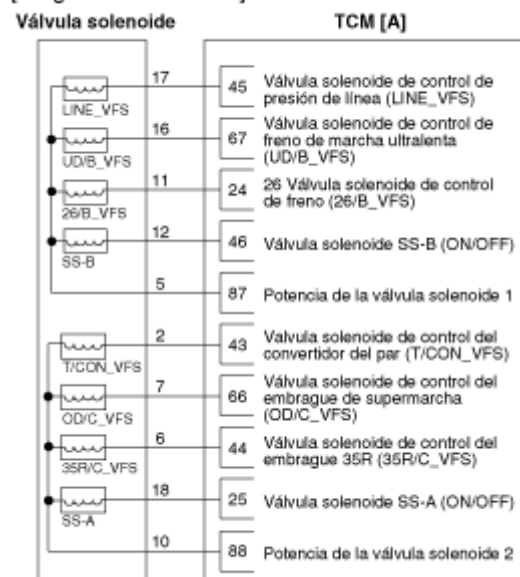 Válvula solenoide
TCM [A]
17
45
Válvula solenoide de control de
presión de línea (LINE_VFS)
LINE_VFS
16
67
Válvula solenoide de control de
freno de marcha ultralenta
(UD/B_VFS)
UD/B_VFS
11
24
26 Válvula solenoide de control
de freno (26/B_VFS)
26/B_VFS
12
46
Válvula solenoide SS-B (ON/OFF)
SS-B
5
87
Potencia de la válvula solenoide 1
2
43
Valvula solenoide de control del
convertidor del par (T/CON_VFS)
T/CON_VFS
7
66
Válvula solenoide de control del
embrague de supermarcha
(OD/C_VFS)
OD/C_VFS
6
44
Válvula solenoide de control del
embrague 35R (35R/C_VFS)
35R/C_VFS
18
25
Válvula solenoide SS-A (ON/OFF)
SS-A
10
88
Potencia de la válvula solenoide 2